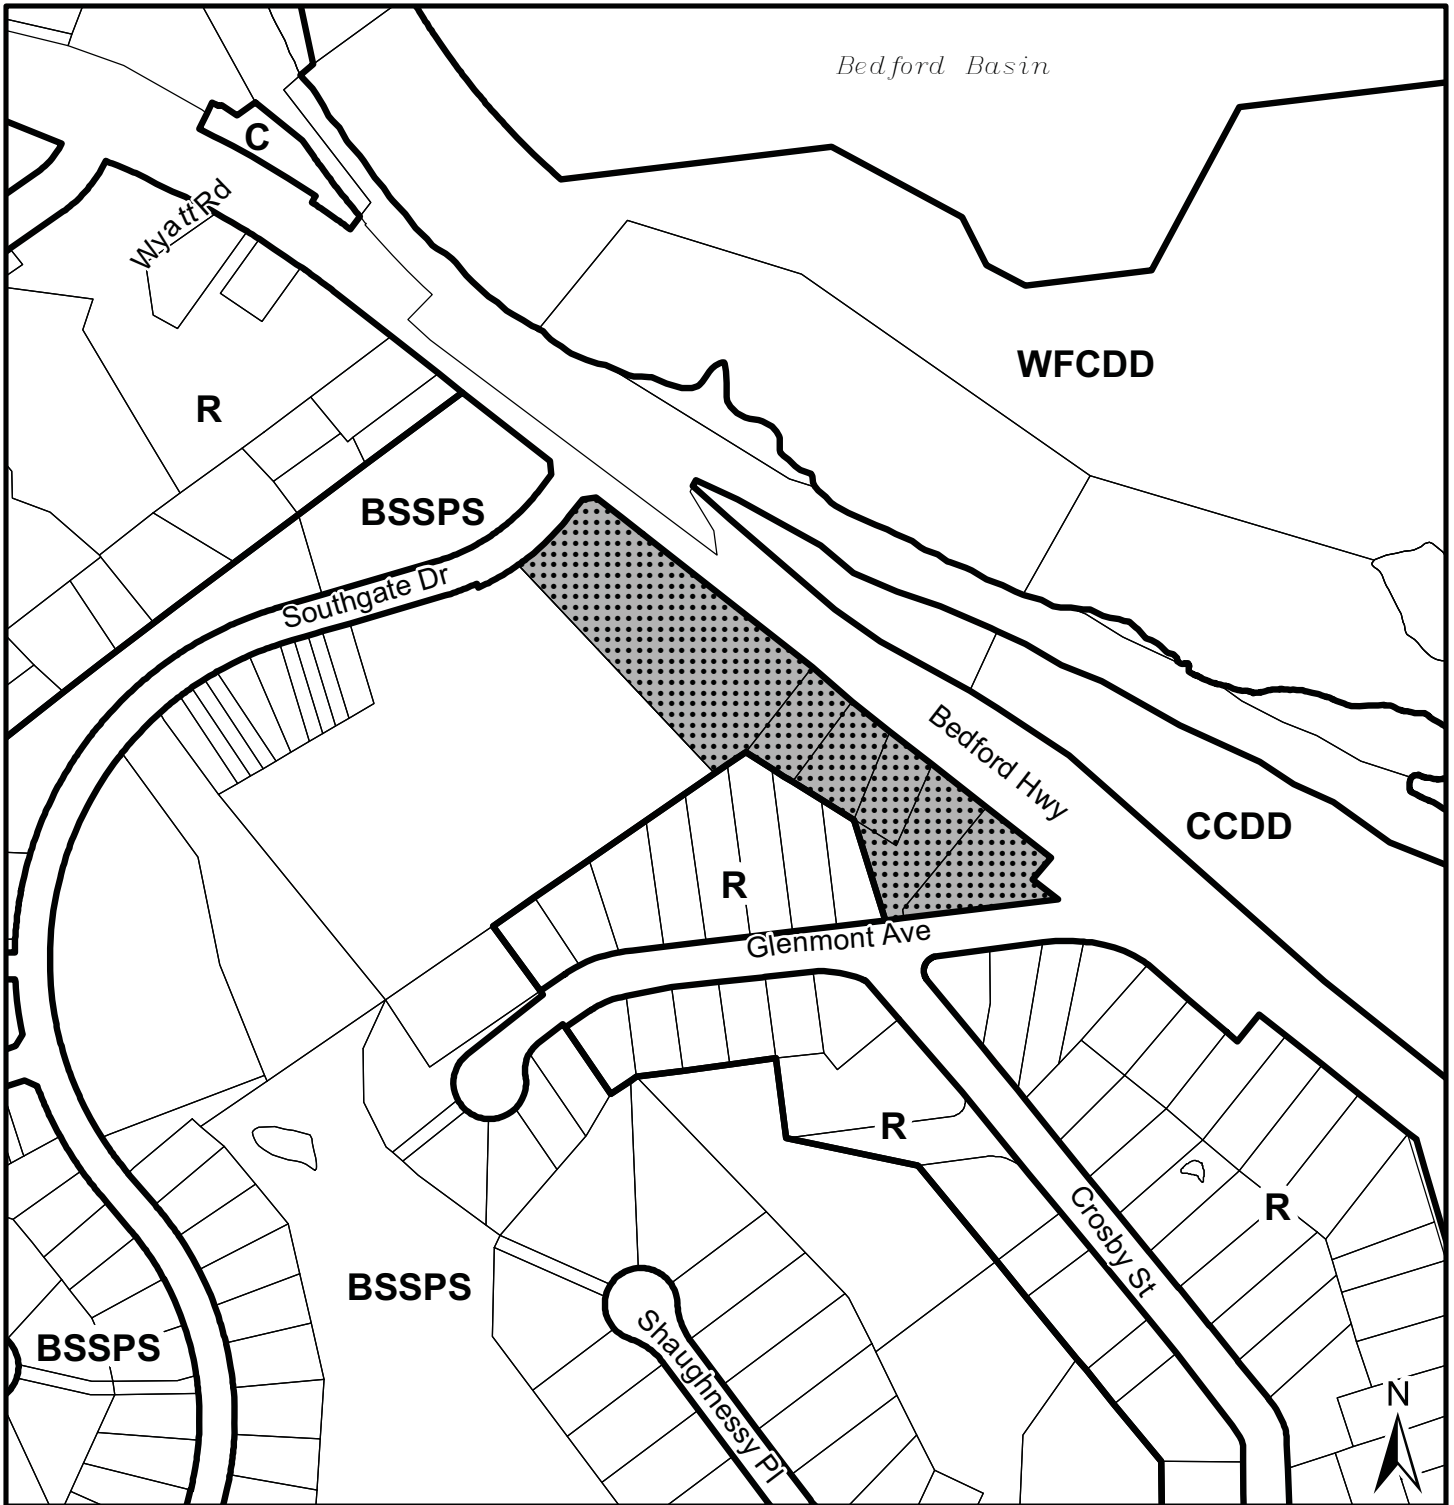 Bedford Basin
C
Wyatt Rd
WFCDD
R
BSSPS
Southgate Dr
Bedford Hwy
CCDD
R
Glenmont Ave
R
Crosby St
R
BSSPS
BSSPS
Shaughnessy Pl
N